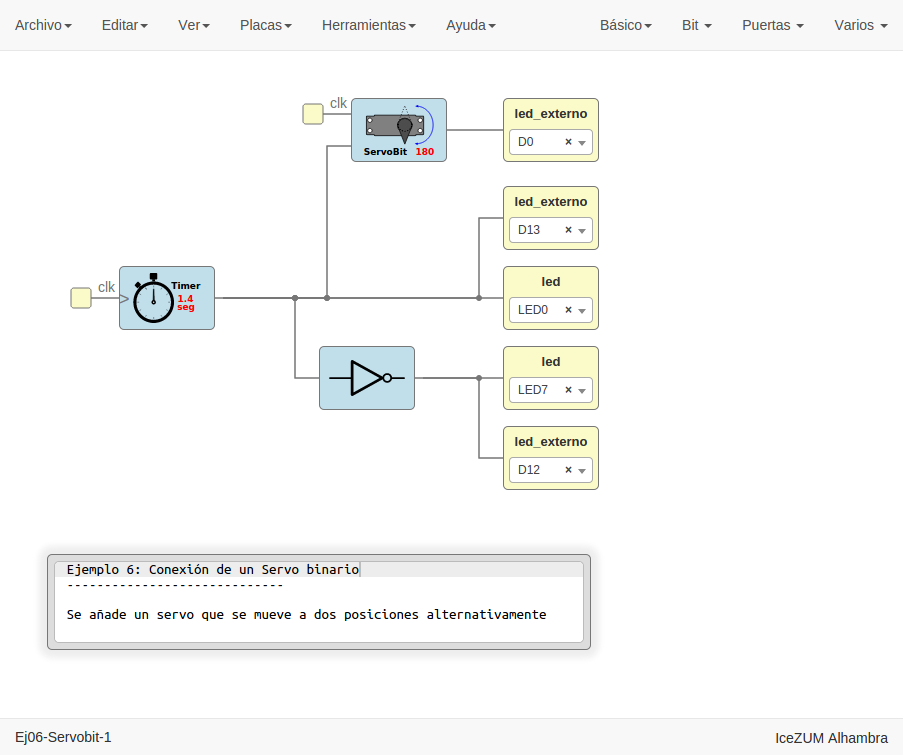 Archivo Editar Ver Placas Herramientas Ayuda Básico Bit Puertas Varios
clk
ServoBit 180
led_externo
D0 ×
led_externo
D13 ×
clk
Timer
1.4
seg
led
LED0 ×
led
LED7 ×
led_externo
D12 ×
Ejemplo 6: Conexión de un Servo binario
-----------------------------
Se añade un servo que se mueve a dos posiciones alternativamente
Ej06-Servobit-1 IceZUM Alhambra